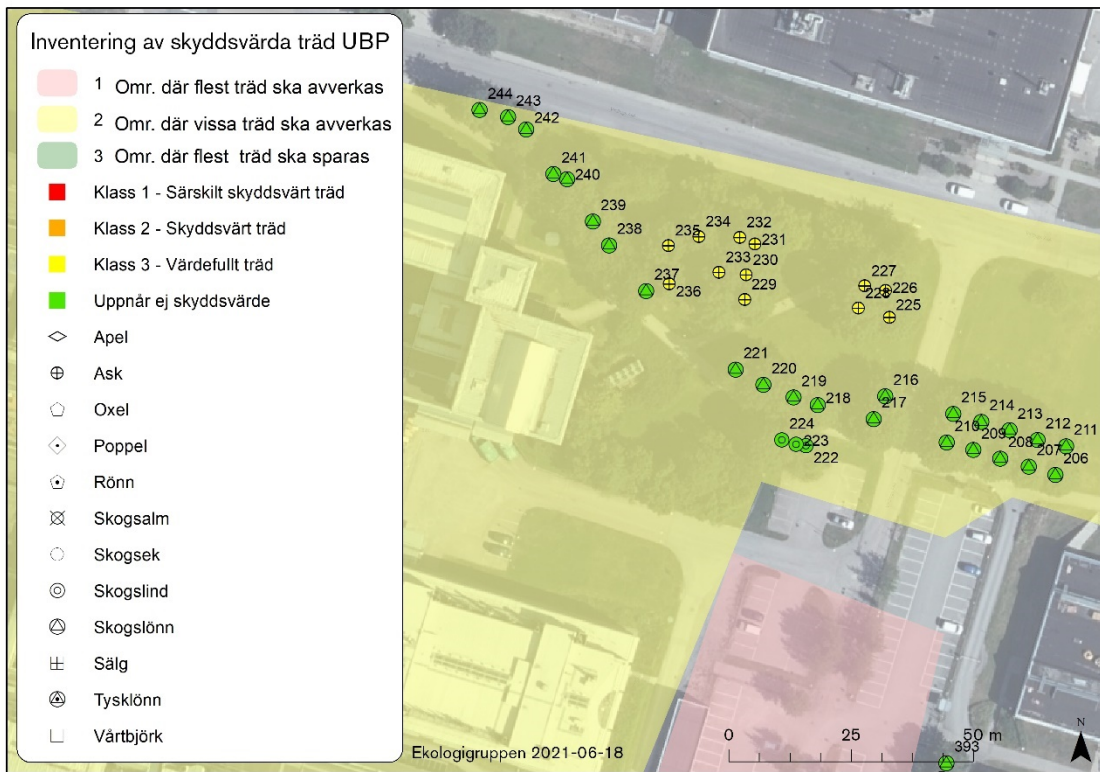 Inventering av skyddsvärda träd UBP
1 Omr. där flest träd ska avverkas
2 Omr. där vissa träd ska avverkas
3 Omr. där flest träd ska sparas
Klass 1 - Särskilt skyddsvärt träd
Klass 2 - Skyddsvärt träd
Klass 3 - Värdefullt träd
Uppnår ej skyddsvärde
Apel
Ask
Oxel
Poppel
Rönn
Skogsalm
Skogsek
Skogslind
Skogslönn
Sälg
Tysklönn
Vårtbjörk
244
243
242
241
240
239
238
237
236
235
234
232
231
233
230
229
227
226
228
225
221
220
219
218
216
217
224
223
222
215
214
213
212
211
210
209
208
207
206
Ekologigruppen 2021-06-18
0 25 50 m
N
393